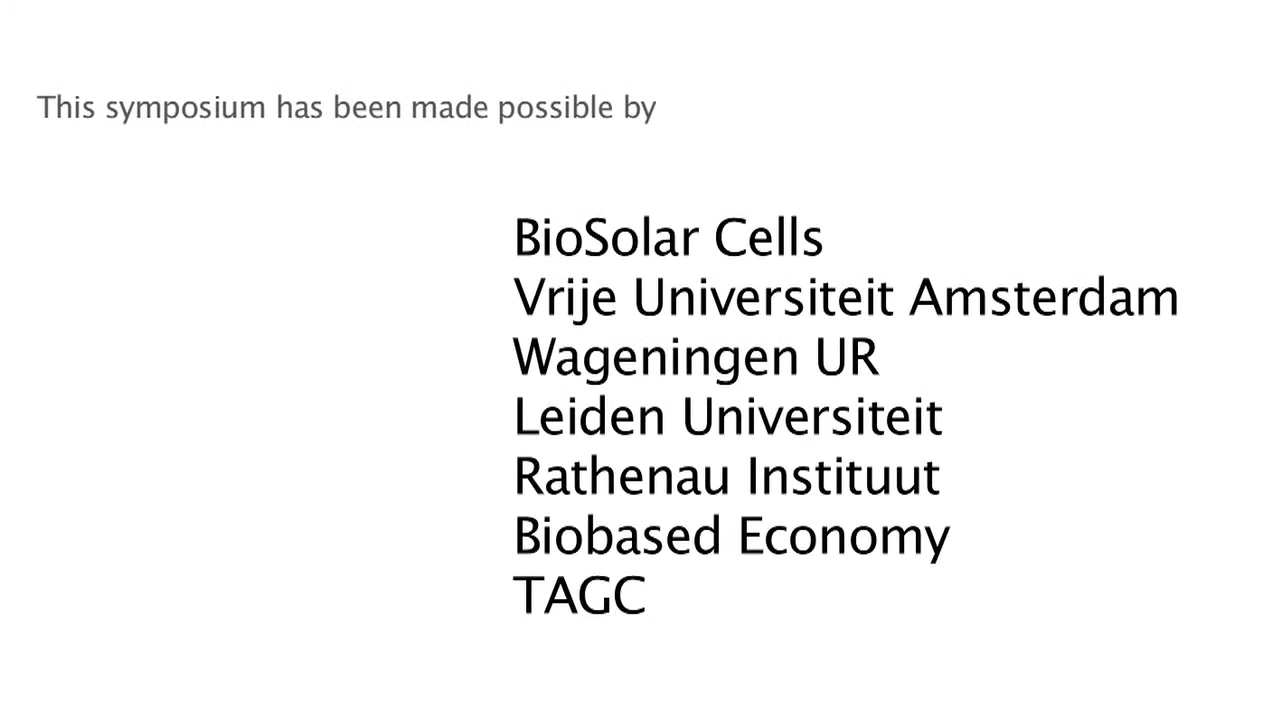 This symposium has been made possible by
BioSolar Cells
Vrije Universiteit Amsterdam
Wageningen UR
Leiden Universiteit
Rathenau Instituut
Biobased Economy
TAGC